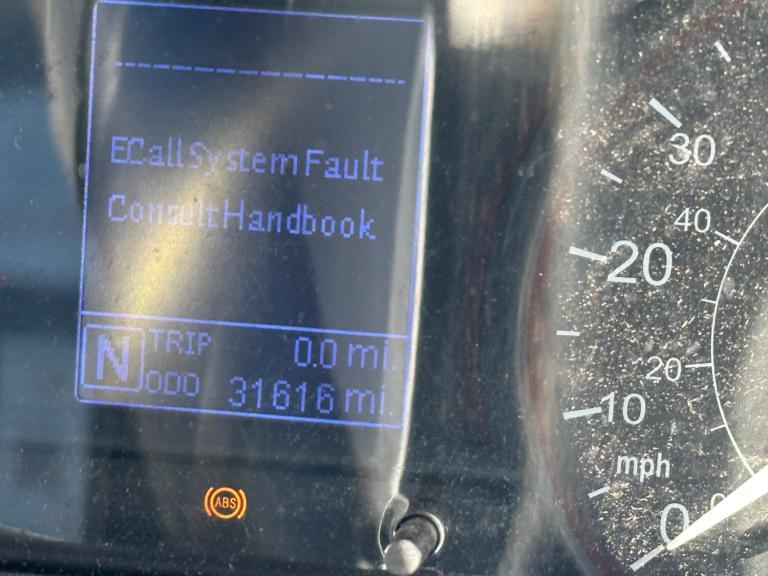 ECall System Fault
Consult Handbook
N
TRIP 0.0 mi.
ODO 31616 mi.
ABS
30
40
20
20
10
mph
0
0